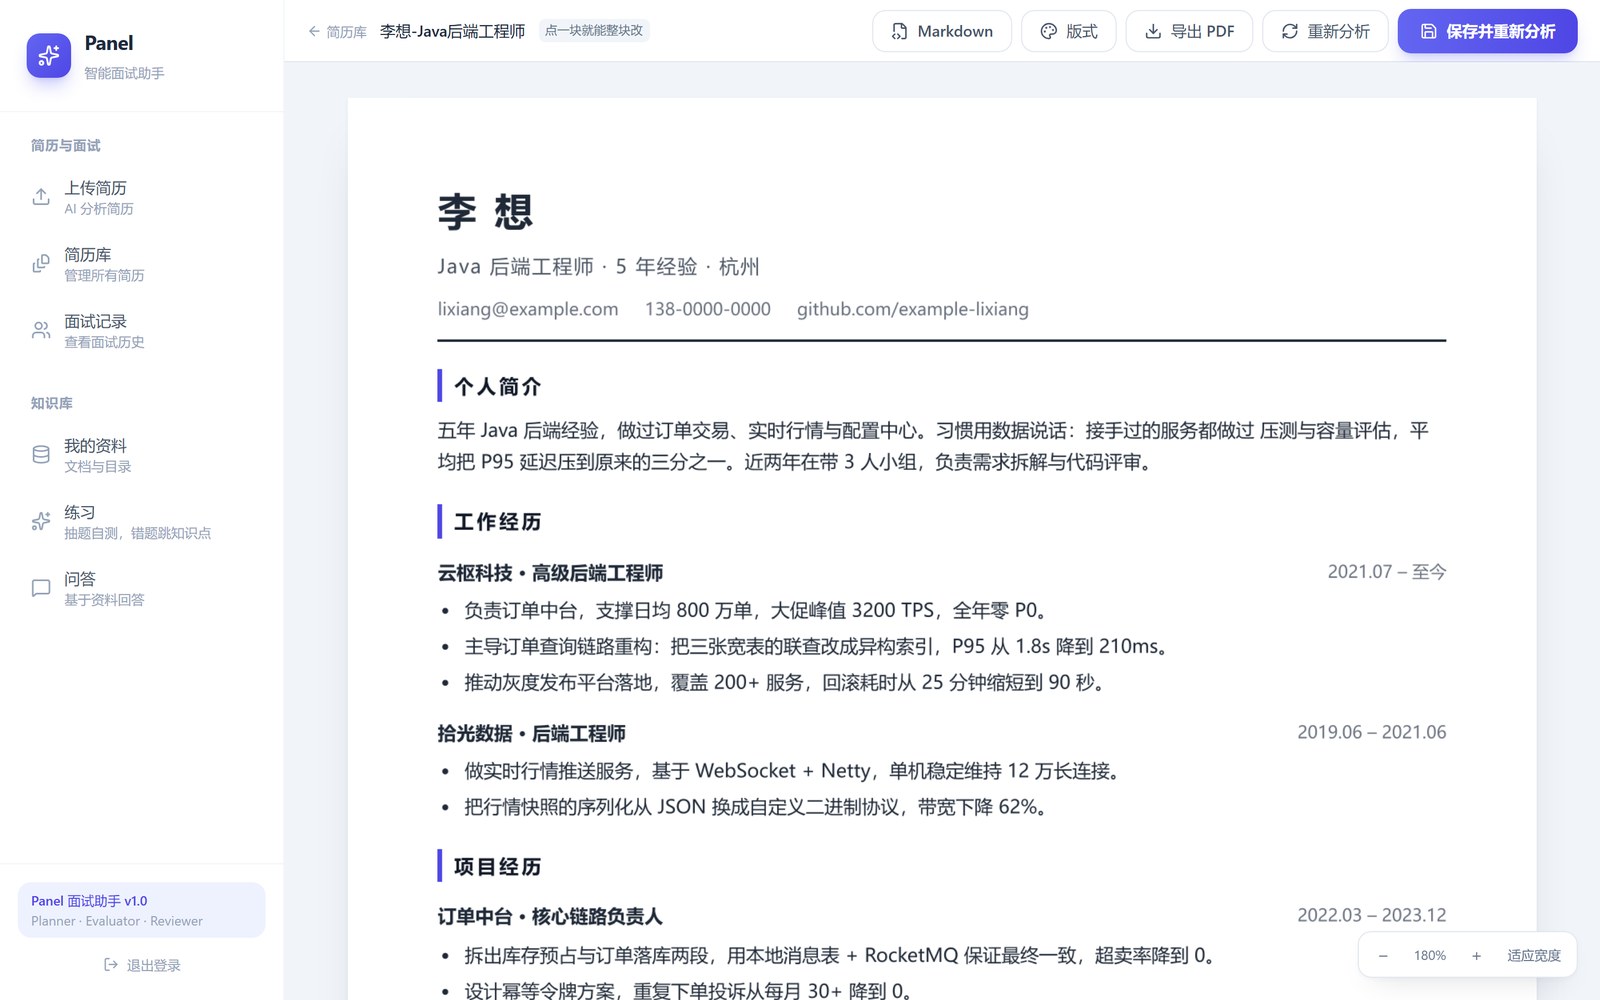 Panel
智能面试助手
简历与面试
上传简历
AI 分析简历
简历库
管理所有简历
面试记录
查看面试历史
知识库
我的资料
文档与目录
练习
抽题自测，错题跳知识点
问答
基于资料回答
Panel 面试助手 v1.0
Planner · Evaluator · Reviewer
退出登录
简历库 李想-Java后端工程师 点一块就能整块改 Markdown 版式 导出 PDF 重新分析 保存并重新分析
李 想
Java 后端工程师 · 5 年经验 · 杭州
lixiang@example.com 138-0000-0000 github.com/example-lixiang
个人简介
五年 Java 后端经验，做过订单交易、实时行情与配置中心。习惯用数据说话：接手过的服务都做过 压测与容量评估，平
均把 P95 延迟压到原来的三分之一。近两年在带 3 人小组，负责需求拆解与代码评审。
工作经历
云枢科技 · 高级后端工程师 2021.07 – 至今
• 负责订单中台，支撑日均 800 万单，大促峰值 3200 TPS，全年零 P0。
• 主导订单查询链路重构：把三张宽表的联查改成异构索引，P95 从 1.8s 降到 210ms。
• 推动灰度发布平台落地，覆盖 200+ 服务，回滚耗时从 25 分钟缩短到 90 秒。
拾光数据 · 后端工程师 2019.06 – 2021.06
• 做实时行情推送服务，基于 WebSocket + Netty，单机稳定维持 12 万长连接。
• 把行情快照的序列化从 JSON 换成自定义二进制协议，带宽下降 62%。
项目经历
订单中台 · 核心链路负责人 2022.03 – 2023.12
• 拆出库存预占与订单落库两段，用本地消息表 + RocketMQ 保证最终一致，超卖率降到 0。
• 设计幂等令牌方案，重复下单投诉从每月 30+ 降到 0。
− 180% + 适应宽度